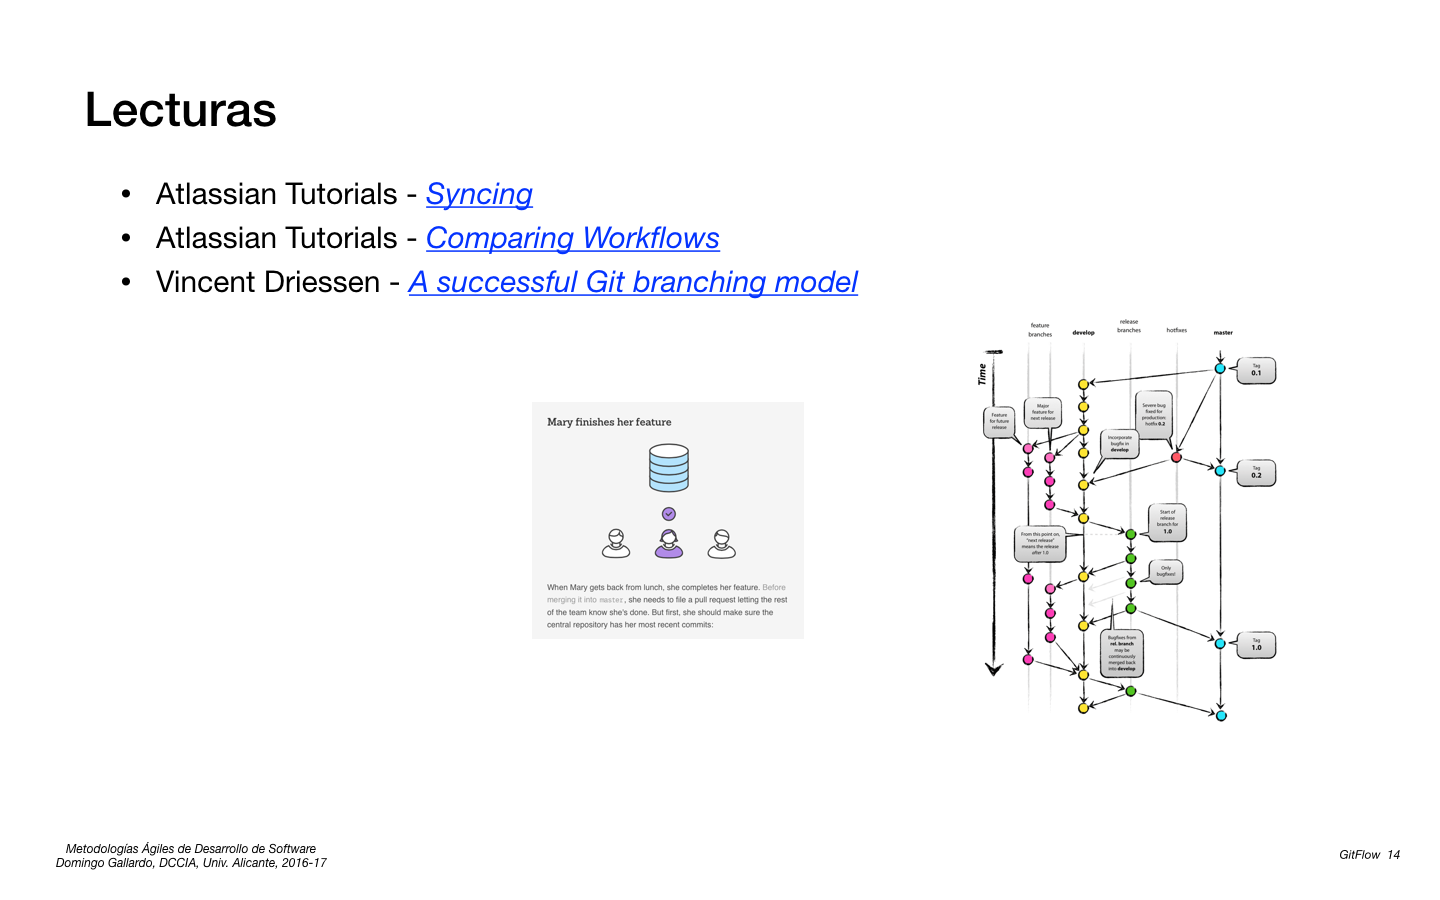 Lecturas
• Atlassian Tutorials - Syncing
• Atlassian Tutorials - Comparing Workflows
• Vincent Driessen - A successful Git branching model
Mary finishes her feature
When Mary gets back from lunch, she completes her feature. Before
merging it into master, she needs to file a pull request letting the rest
of the team know she's done. But first, she should make sure the
central repository has her most recent commits:
feature
branches
develop
release
branches
hotfixes
master
Time
Tag
0.1
Feature
for future
release
Major
feature for
next release
Severe bug
fixed for
production:
hotfix 0.2
Incorporate
bugfix in
develop
Tag
0.2
Start of
release
branch for
1.0
From this point on,
"next release"
means the release
after 1.0
Only
bugfixes!
Bugfixes from
rel. branch
may be
continuously
merged back
into develop
Tag
1.0
Metodologías Ágiles de Desarrollo de Software
Domingo Gallardo, DCCIA, Univ. Alicante, 2016-17
GitFlow 14